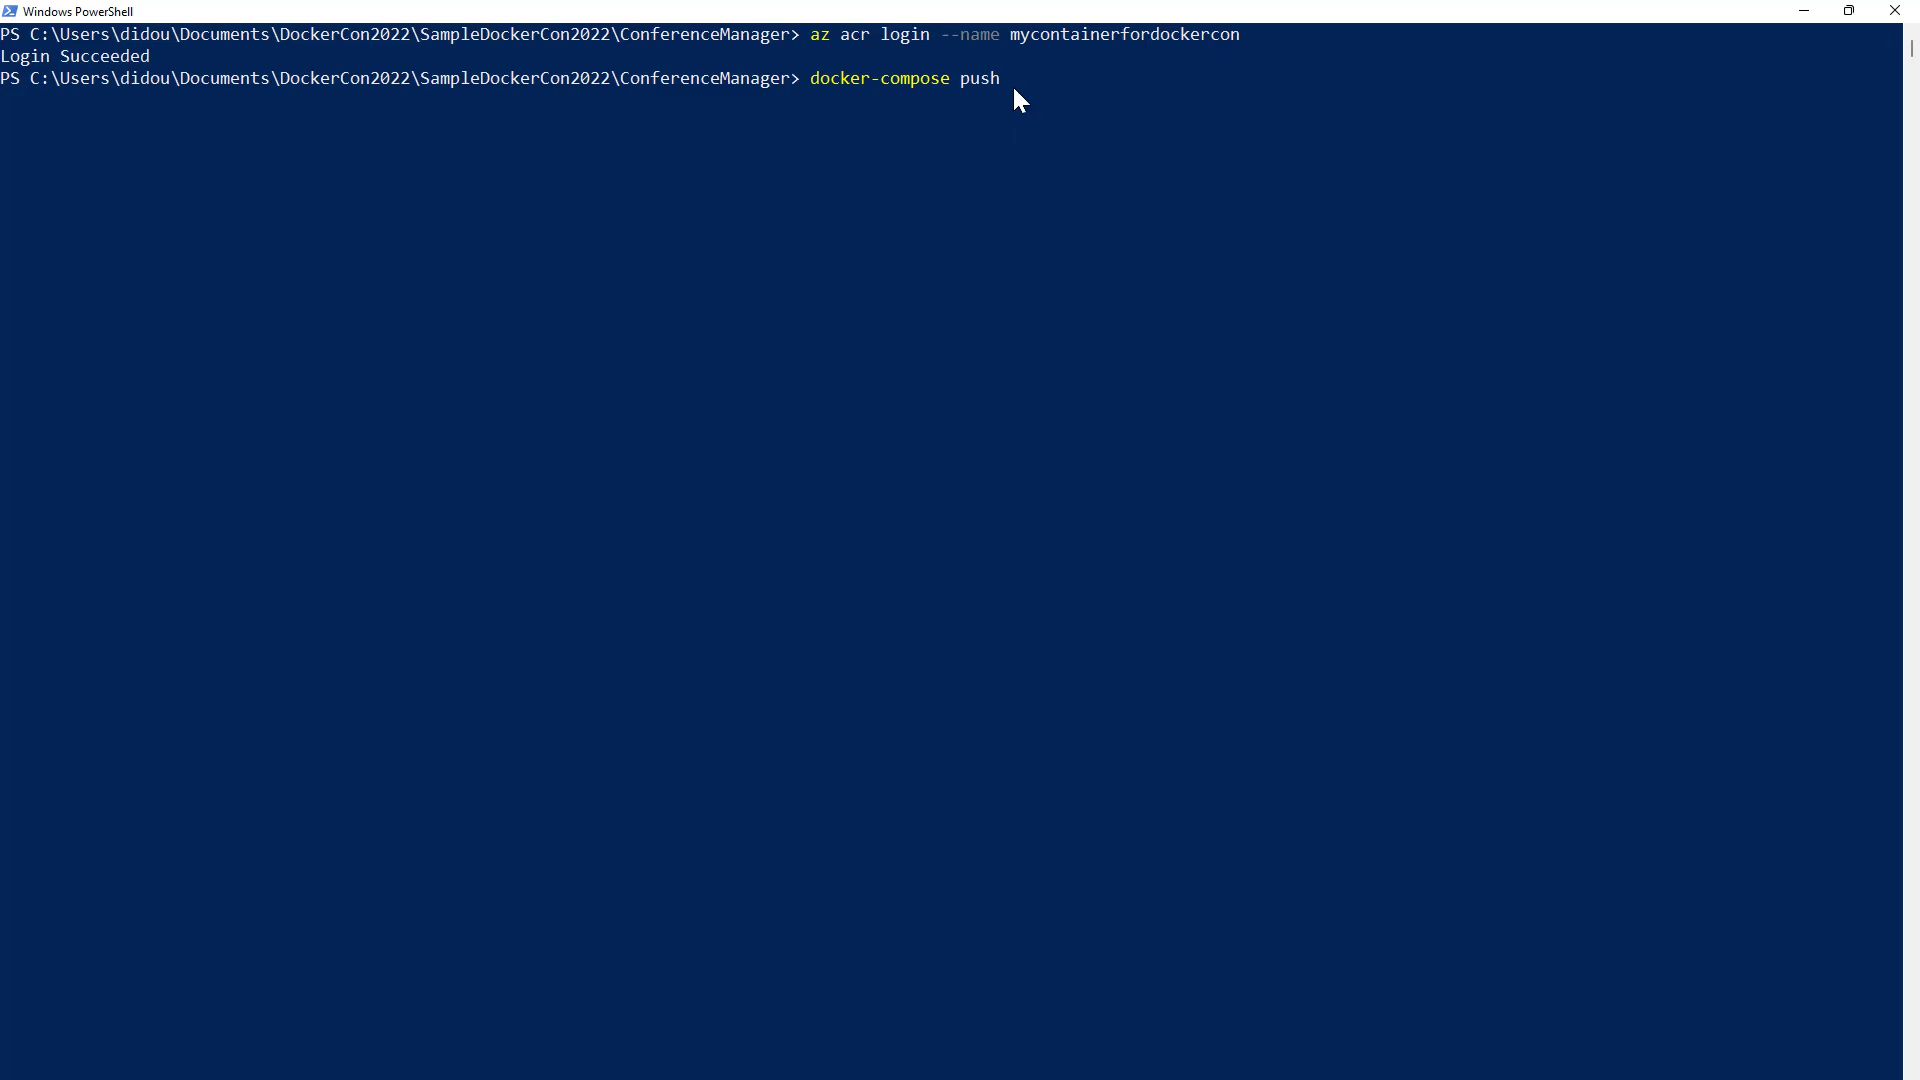 Windows PowerShell
PS C:\Users\didou\Documents\DockerCon2022\SampleDockerCon2022\ConferenceManager> az acr login --name mycontainerfordockercon
Login Succeeded
PS C:\Users\didou\Documents\DockerCon2022\SampleDockerCon2022\ConferenceManager> docker-compose push